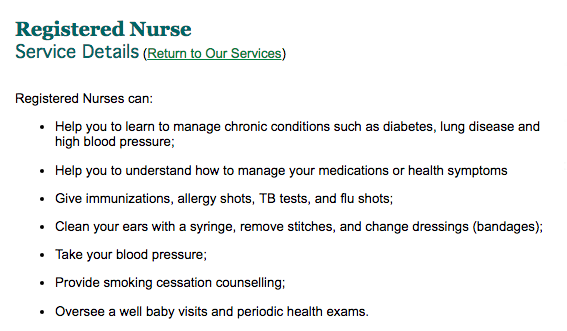 Registered Nurse
Service Details (Return to Our Services)
Registered Nurses can:
• Help you to learn to manage chronic conditions such as diabetes, lung disease and
high blood pressure;
• Help you to understand how to manage your medications or health symptoms
• Give immunizations, allergy shots, TB tests, and flu shots;
• Clean your ears with a syringe, remove stitches, and change dressings (bandages);
• Take your blood pressure;
• Provide smoking cessation counselling;
• Oversee a well baby visits and periodic health exams.